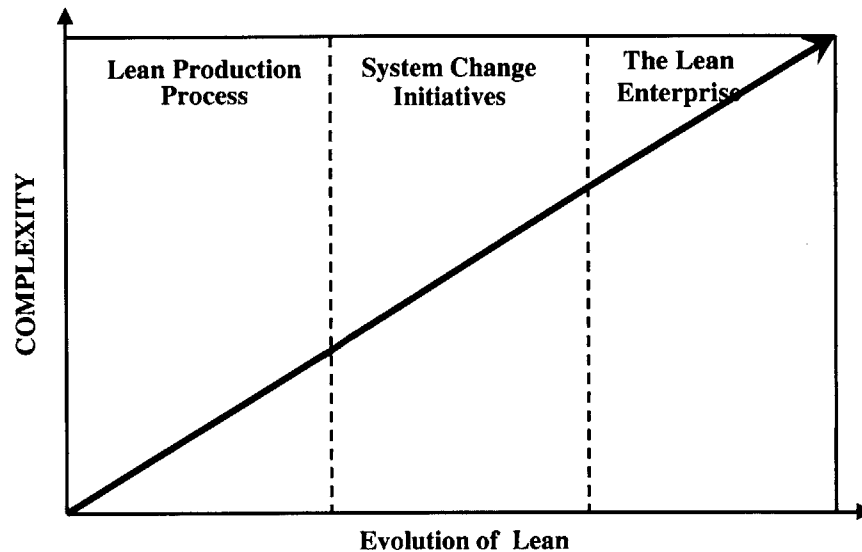 Lean Production
Process
System Change
Initiatives
The Lean
Enterprise
COMPLEXITY
Evolution of Lean